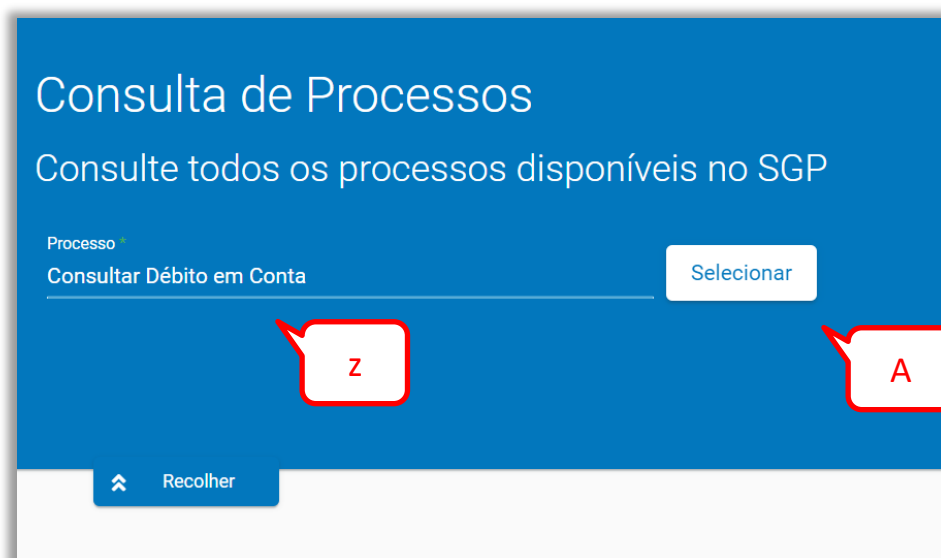 Consulta de Processos
Consulte todos os processos disponíveis no SGP
Processo *
Consultar Débito em Conta
Selecionar
z
A
Recolher